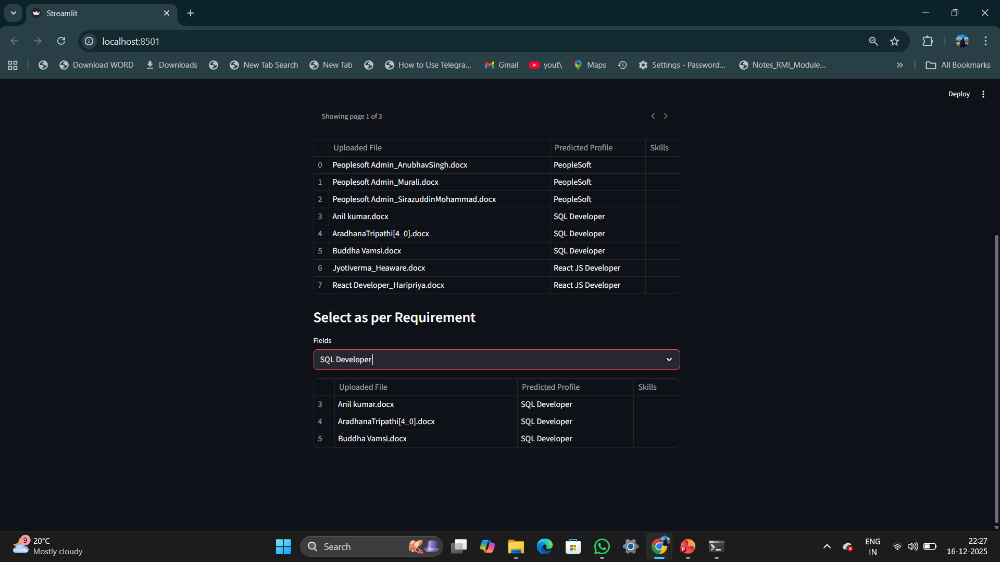 Streamlit
localhost:8501
Download WORD
Downloads
New Tab Search
New Tab
How to Use Telegra...
Gmail
yout\
Maps
Settings - Password...
Notes_RMI_Module...
All Bookmarks
Deploy
Showing page 1 of 3
Uploaded File Predicted Profile Skills
0 Peoplesoft Admin_AnubhavSingh.docx PeopleSoft
1 Peoplesoft Admin_Murali.docx PeopleSoft
2 Peoplesoft Admin_SirazuddinMohammad.docx PeopleSoft
3 Anil kumar.docx SQL Developer
4 AradhanaTripathi[4_0].docx SQL Developer
5 Buddha Vamsi.docx SQL Developer
6 Jyotiverma_Heaware.docx React JS Developer
7 React Developer_Haripriya.docx React JS Developer
Select as per Requirement
Fields
SQL Developer
Uploaded File Predicted Profile Skills
3 Anil kumar.docx SQL Developer
4 AradhanaTripathi[4_0].docx SQL Developer
5 Buddha Vamsi.docx SQL Developer
9
20°C
Mostly cloudy
Search
P
ENG
IN
22:27
16-12-2025